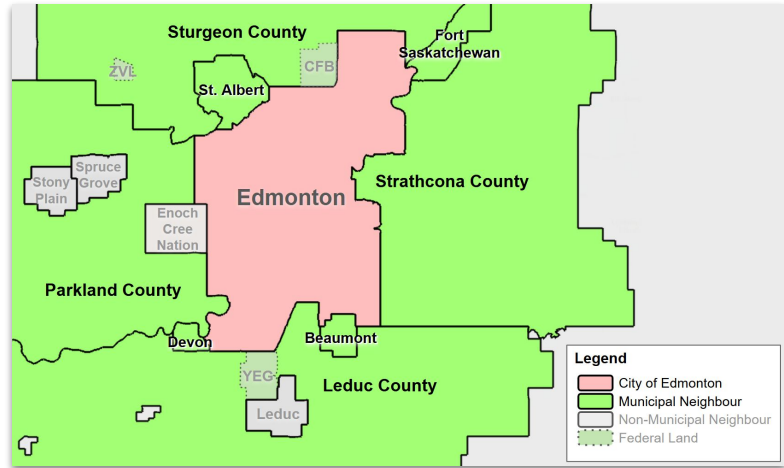 Sturgeon County
Fort
Saskatchewan
ZVL
CFB
St. Albert
Spruce
Grove
Stony
Plain
Strathcona County
Edmonton
Enoch
Cree
Nation
Parkland County
Devon
Beaumont
YEG
Leduc County
Leduc
Legend
City of Edmonton
Municipal Neighbour
Non-Municipal Neighbour
Federal Land